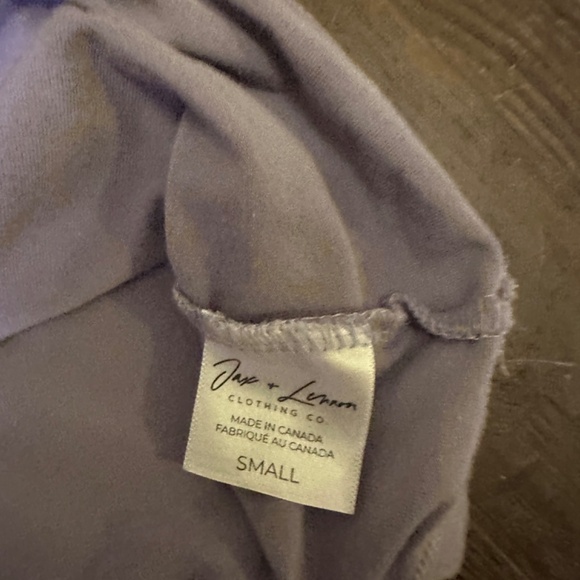 Jax + Lennon
CLOTHING CO
MADE IN CANADA
FABRIQUÉ AU CANADA
SMALL